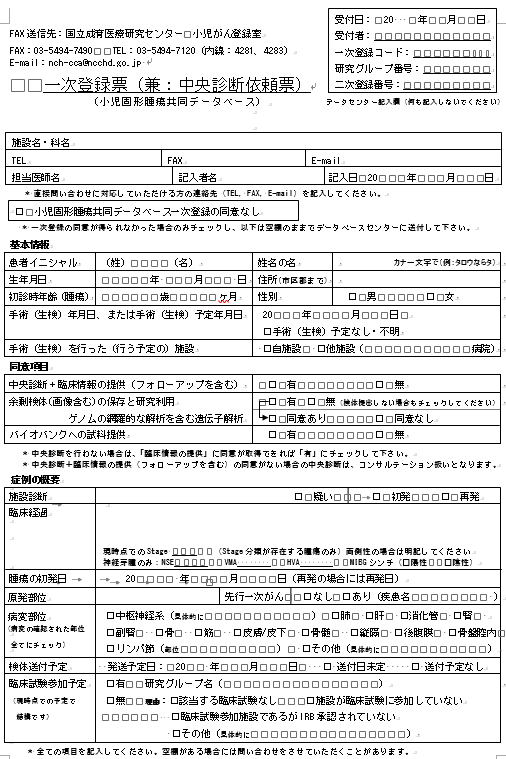 FAX送信先：国立成育医療研究センター□小児がん登録室
FAX：03-5494-7490□□TEL：03-5494-7120（内線：4281、4283）
E-mail：nch-cca@ncchd.go.jp
□□一次登録票（兼：中央診断依頼票）
（小児固形腫瘍共同データベース）
受付日：□20□□年□□月□□日
受付者：□□□□□□□□
一次登録コード：□□□□□□□□
研究グループ番号：□□□□□□□
二次登録番号：□□□□□□□□
データセンター記入欄（何も記入しないでください）
施設名・科名
TEL FAX E-mail
担当医師名 記入者名 記入日□20□□□年□□□月□□□日
＊直接問い合わせに対応していただける方の連絡先（TEL,FAX,E-mail）を記入してください。
□□小児固形腫瘍共同データベース一次登録の同意なし
＊一次登録の同意が得られなかった場合のみチェックし、以下は空欄のままでデータベースセンターに送付して下さい。
基本情報
患者イニシャル （姓）□□□□（名） 姓名の名 カナ一文字で(例:タロウならタ)
生年月日 □□□□□年□□□月□□□日 住所(市区郡まで)
初診時年齢（腫瘍） □□□□□□歳□□□□□ヶ月 性別 □□男□□□□□□女
手術（生検）年月日、または手術（生検）予定年月日 20□□□年□□□□月□□□□日
□手術（生検）予定なし・不明
手術（生検）を行った（行う予定の）施設 □自施設□□他施設（□□□□□□□□□□□病院）
同意項目
中央診断＋臨床情報の提供（フォローアップを含む） □□□有□□□□□□□□□無
余剰検体(画像含む)の保存と研究利用 □□有□□□無（検体提出しない場合もチェックしてください）
ゲノムの網羅的な解析を含む遺伝子解析 □□同意あり□□□□□同意なし
バイオバンクへの試料提供 □□□有□□□□□□□□□無
＊中央診断を行わない場合は、「臨床情報の提供」に同意が取得できれば「有」にチェックして下さい。
＊中央診断＋臨床情報の提供（フォローアップを含む）の同意がない場合の中央診断は、コンサルテーション扱いとなります。
症例の概要
施設診断 □□疑い□□□→□□初発□□□□再発
臨床経過
現時点でのStage□□□□□（Stage分類が存在する腫瘍のみ）両側性の場合は明記してください
神経芽腫のみ：NSE□□□□□VMA□□□□HVA□□□□MIBGシンチ（□陽性□□□陰性）
腫瘍の初発日 20□□□□年□□□□月□□□□日（再発の場合には再発日）
原発部位 先行一次がん□□□なし□□あり（疾患名□□□□□□□□）
病変部位 □中枢神経系（具体的に□□□□□□□□□）□肺□□肝□□消化管□□腎□
(病変の確認された部位 □副腎□□骨□□筋□□皮膚/皮下□□骨髄□□縦隔□□後腹膜□□骨盤腔内
全てにチェック) □リンパ節（部位□□□□□□□□）□□その他（具体的に□□□□□□□□□□）
検体送付予定 □発送予定日：□20□□年□□□月□□□日□□□送付日未定□□□□送付予定なし
臨床試験参加予定 □有□□研究グループ名（□□□□□□□□□□□□□）
（現時点での予定で □無□□理由：□該当する臨床試験なし□□□施設が臨床試験に参加していない
結構です） □□□□□□□臨床試験参加施設であるがIRB承認されていない
□その他（具体的に□□□□□□□□□□□□□）
＊全ての項目を記入してください。空欄がある場合には問い合わせをさせていただくことがあります。